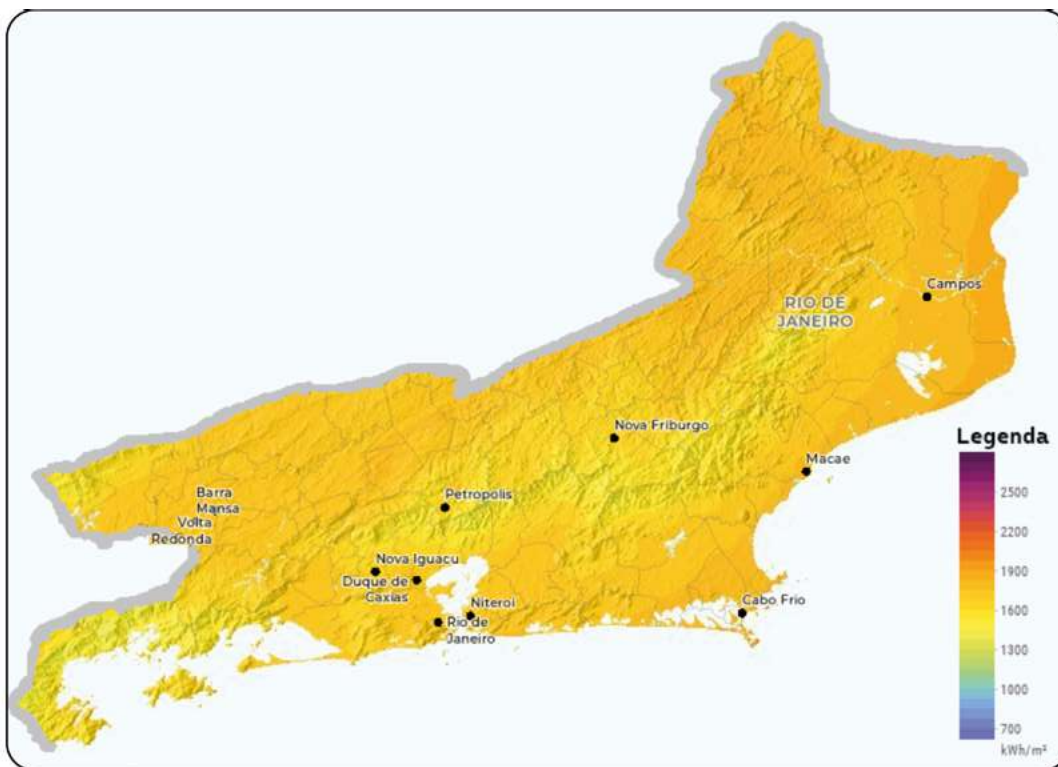 Campos
RIO DE
JANEIRO
Nova Friburgo
Legenda
Macae
2500
Barra
Mansa
Petropolis
Volta
2200
Redonda
Nova Iguacu
1900
Duque de
Caxias
Niteroi
Cabo Frio
1600
Rio de
Janeiro
1300
1000
700
kWh/m²